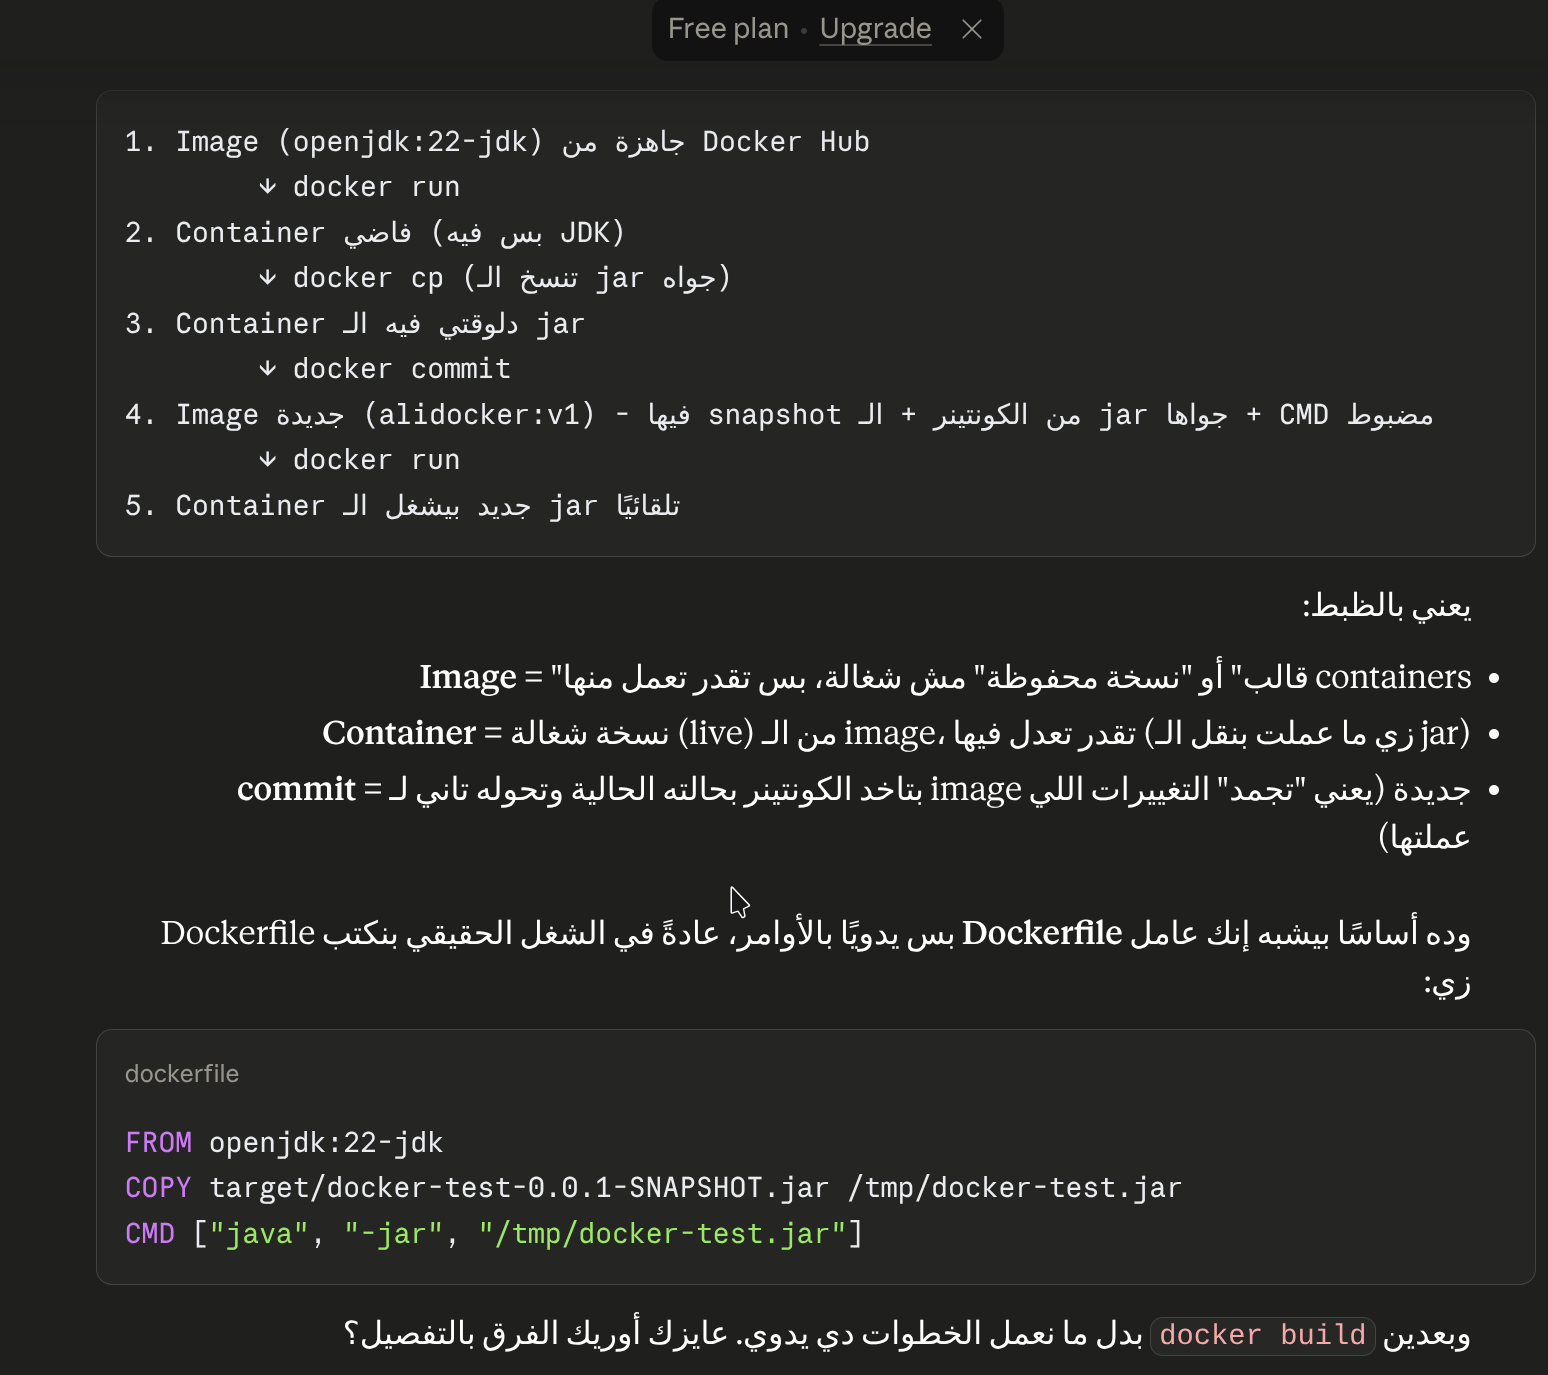 Free plan • Upgrade ×
1. Image (openjdk:22-jdk) جاهزة من Docker Hub
↓ docker run
2. Container فاضي (بس فيه JDK)
↓ docker cp (تنسخ الـ jar جواه)
3. Container دلوقتي فيه الـ jar
↓ docker commit
4. Image جديدة (alidocker:v1) - فيها snapshot من الكونتينر + الـ jar جواها + CMD مضبوط
↓ docker run
5. Container جديد بيشغل الـ jar تلقائيًا
يعني بالظبط:
• Image = "قالب" أو "نسخة محفوظة" مش شغالة، بس تقدر تعمل منها containers
• Container = نسخة شغالة (live) من الـ image، تقدر تعدل فيها (زي ما عملت بنقل الـ jar)
• commit = بتاخد الكونتينر بحالته الحالية وتحوله تاني لـ image جديدة (يعني "تجمد" التغييرات اللي
عملتها)
وده أساسًا بيشبه إنك عامل Dockerfile بس يدويًا بالأوامر، عادةً في الشغل الحقيقي بنكتب Dockerfile
زي:
dockerfile
FROM openjdk:22-jdk
COPY target/docker-test-0.0.1-SNAPSHOT.jar /tmp/docker-test.jar
CMD ["java", "-jar", "/tmp/docker-test.jar"]
وبعدين docker build بدل ما نعمل الخطوات دي يدوي. عايزك أوريك الفرق بالتفصيل؟